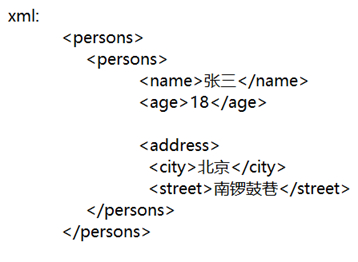 xml:
<persons>
<persons>
<name>张三</name>
<age>18</age>
<address>
<city>北京</city>
<street>南锣鼓巷</street>
</persons>
</persons>